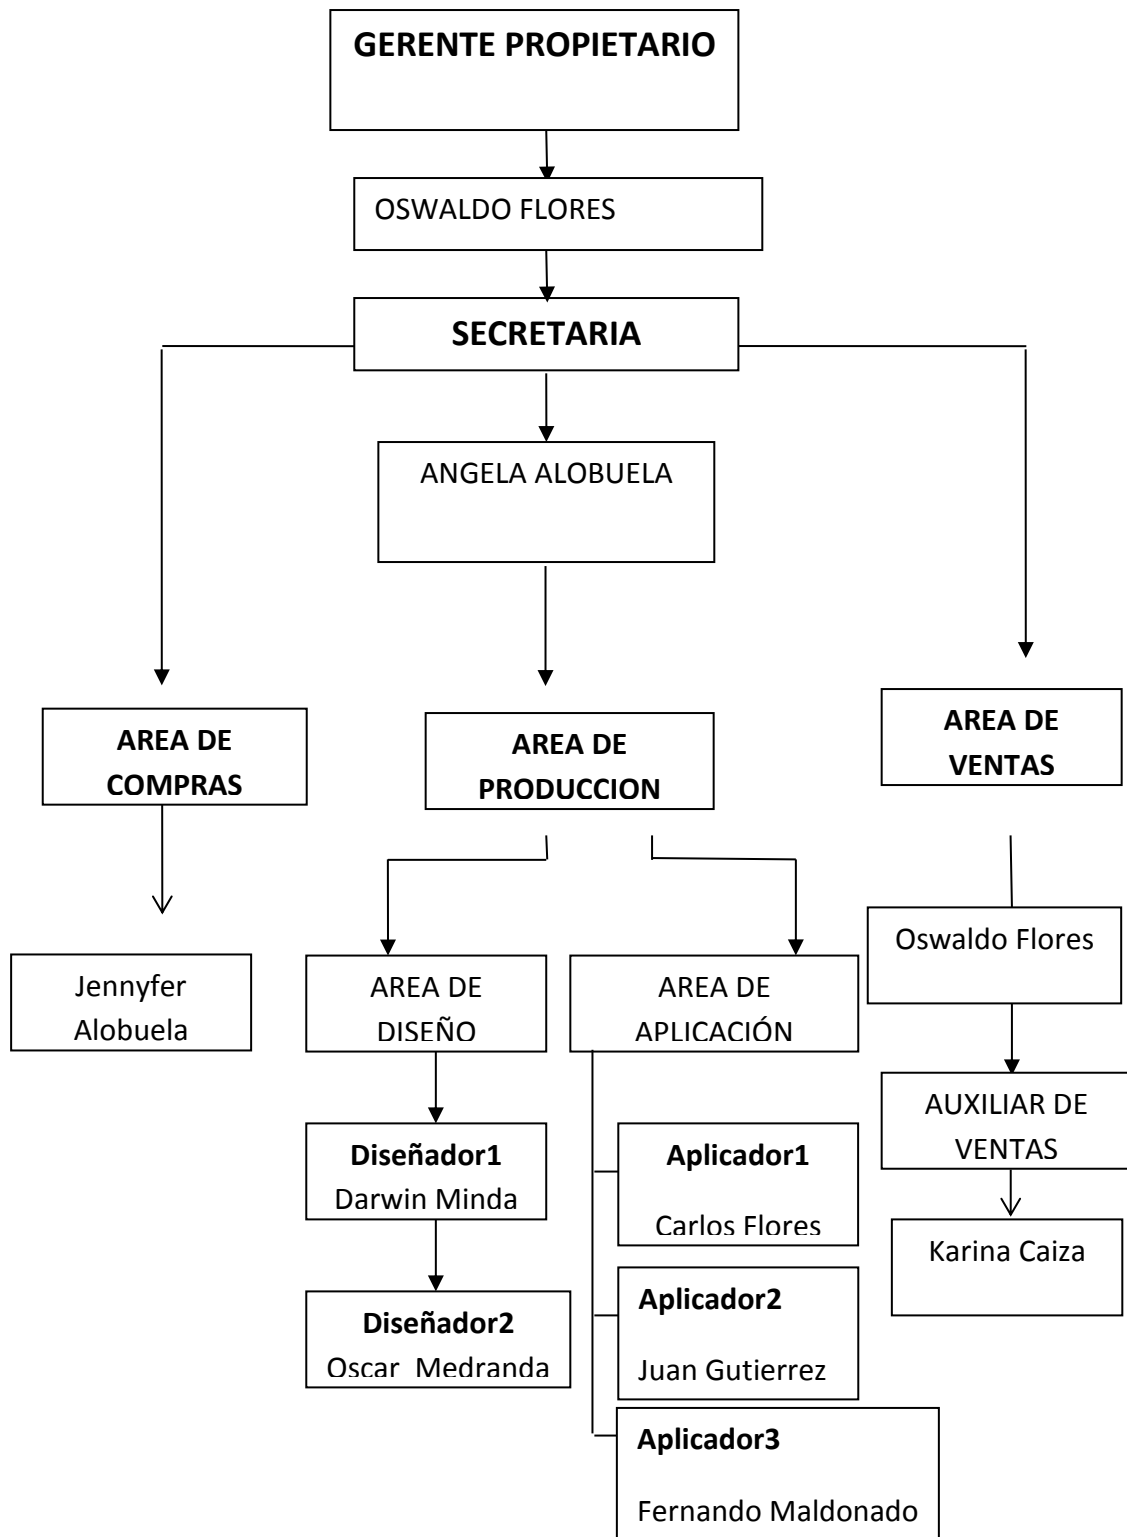 GERENTE PROPIETARIO
OSWALDO FLORES
SECRETARIA
ANGELA ALOBUELA
AREA DE
COMPRAS
AREA DE
PRODUCCION
AREA DE
VENTAS
Jennyfer
Alobuela
AREA DE
DISEÑO
AREA DE
APLICACIÓN
Oswaldo Flores
AUXILIAR DE
VENTAS
Karina Caiza
Diseñador1
Darwin Minda
Diseñador2
Oscar Medranda
Aplicador1
Carlos Flores
Aplicador2
Juan Gutierrez
Aplicador3
Fernando Maldonado